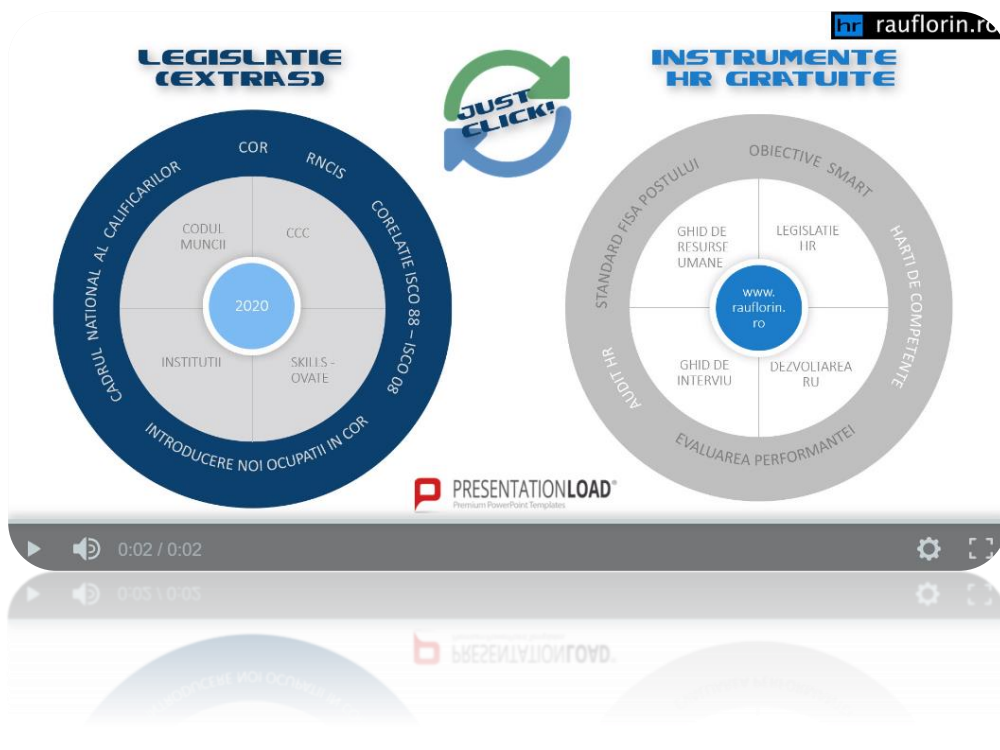 hr rauflorin.ro
LEGISLATIE
(EXTRAS)
JUST
CLICK!
INSTRUMENTE
HR GRATUITE
CADRUL NATIONAL AL CALIFICARILOR
COR
RNCIS
CORELATIE ISCO 88 – ISCO 08
INTRODUCERE NOI OCUPATII IN COR
CODUL
MUNCII
CCC
2020
INSTITUTII
SKILLS -
OVATE
STANDARD FISA POSTULUI
OBIECTIVE SMART
HARTI DE COMPETENTE
EVALUAREA PERFORMANTEI
AUDIT HR
GHID DE
RESURSE
UMANE
LEGISLATIE
HR
www.
rauflorin.
ro
GHID DE
INTERVIU
DEZVOLTAREA
RU
PRESENTATIONLOAD®
Premium PowerPoint Templates
0:02 / 0:02